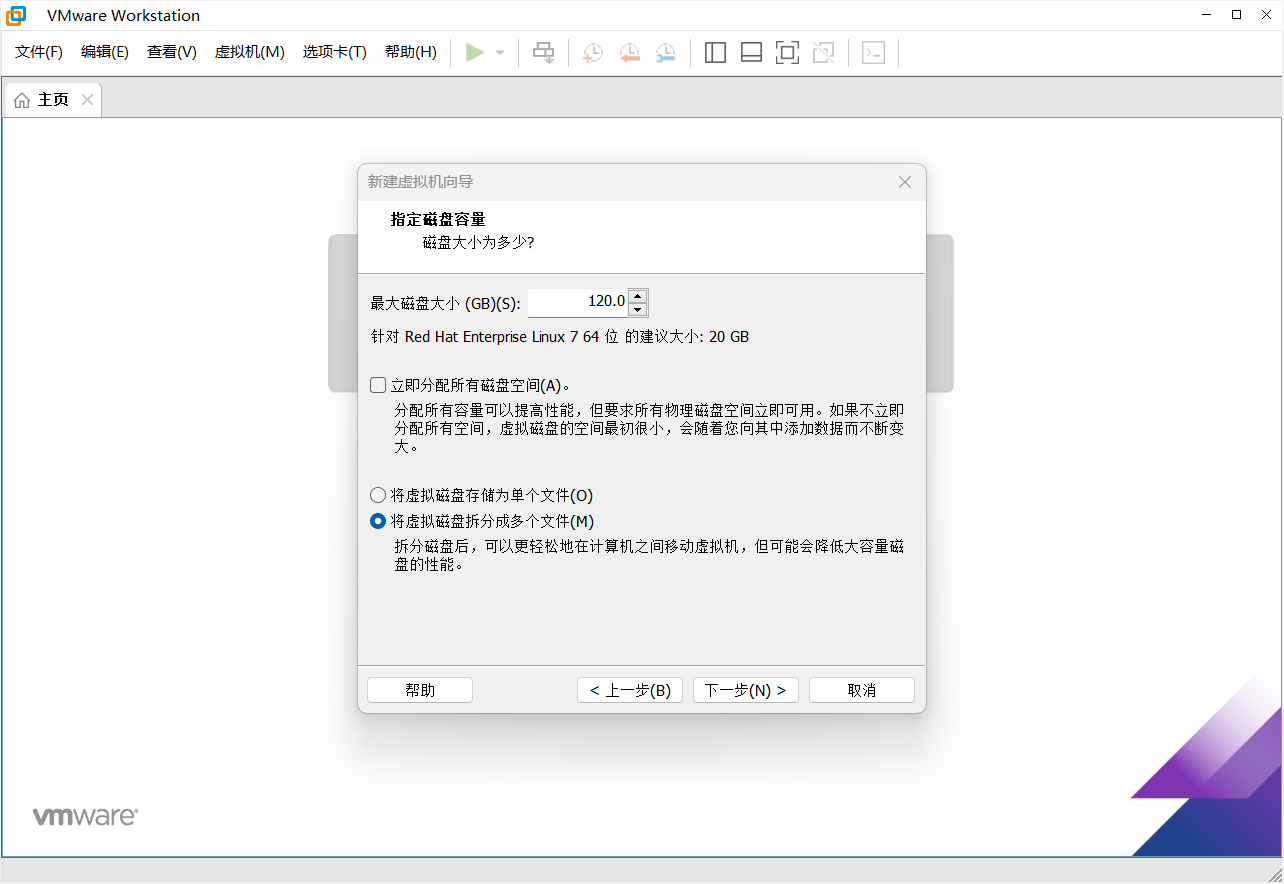 VMware Workstation
文件(F) 编辑(E) 查看(V) 虚拟机(M) 选项卡(T) 帮助(H)
主页
新建虚拟机向导
指定磁盘容量
磁盘大小为多少?
最大磁盘大小 (GB)(S): 120.0
针对 Red Hat Enterprise Linux 7 64 位 的建议大小: 20 GB
立即分配所有磁盘空间(A)。
分配所有容量可以提高性能，但要求所有物理磁盘空间立即可用。如果不立即
分配所有空间，虚拟磁盘的空间最初很小，会随着您向其中添加数据而不断变
大。
将虚拟磁盘存储为单个文件(O)
将虚拟磁盘拆分成多个文件(M)
拆分磁盘后，可以更轻松地在计算机之间移动虚拟机，但可能会降低大容量磁
盘的性能。
帮助 < 上一步(B) 下一步(N) > 取消
vmware